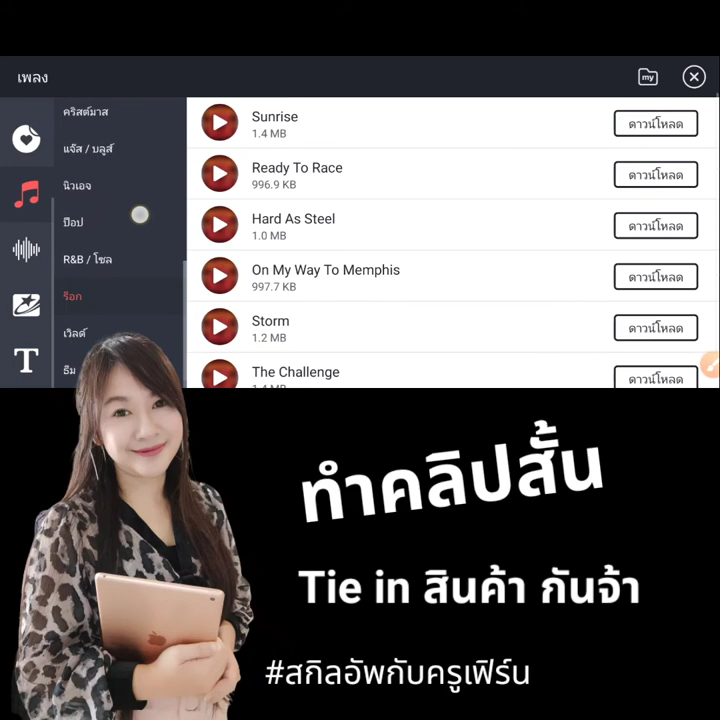 เพลง
my
คริสต์มาส
แจ๊ส / บลูส์
นิวเอจ
ป๊อป
R&B / โซล
ร็อก
เวิลด์
ธีม
T
Sunrise
1.4 MB
ดาวน์โหลด
Ready To Race
996.9 KB
ดาวน์โหลด
Hard As Steel
1.0 MB
ดาวน์โหลด
On My Way To Memphis
997.7 KB
ดาวน์โหลด
Storm
1.2 MB
ดาวน์โหลด
The Challenge
1.4 MB
ดาวน์โหลด
ทำคลิปสั้น
Tie in สินค้า กันจ้า
#สกิลอัพกับครูเฟิร์น